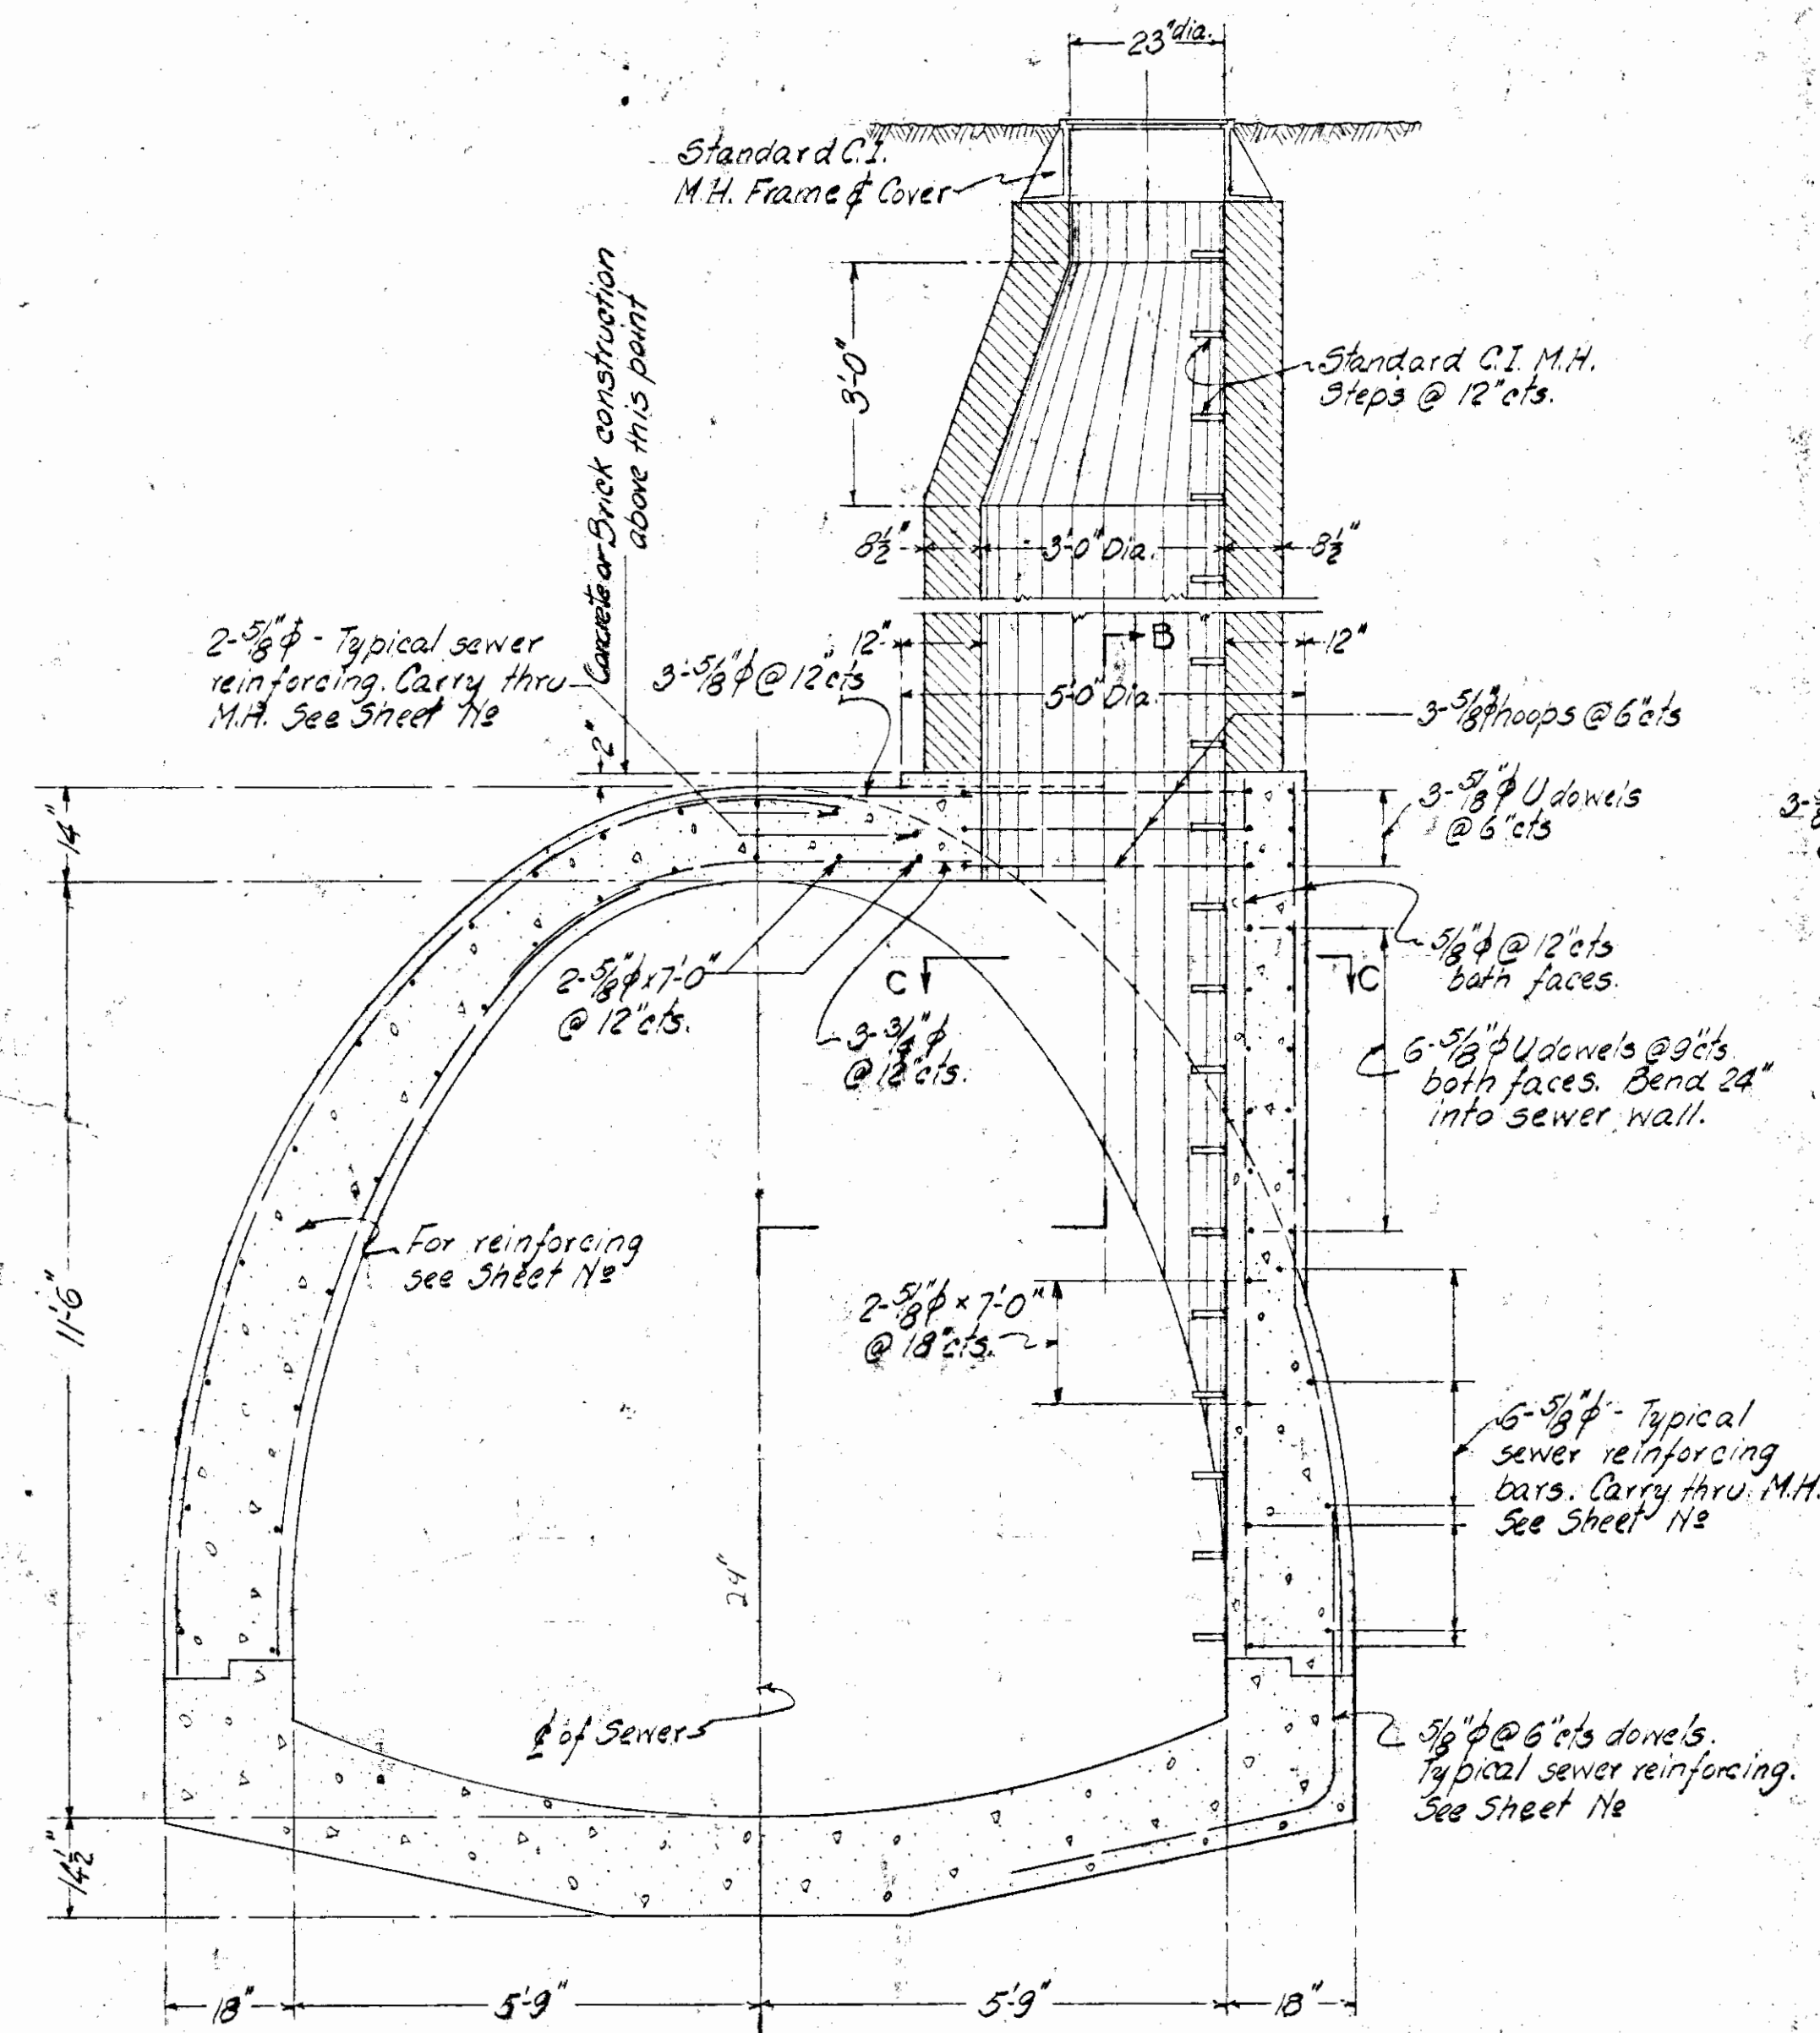 23" dia.
Standard C.I.
M.H. Frame & Cover
Concrete or Brick construction
above this point
3'-0"
Standard C.I. M.H.
Steps @ 12" cts.
8½"
3'-0" Dia.
8½"
2-5/8"ϕ - Typical sewer
reinforcing. Carry thru
M.H. See Sheet Nº
3-5/8"ϕ @ 12" cts
12"
B
12"
5'-0" Dia.
3-5/8"ϕ hoops @ 6" cts
2"
3-5/8"ϕ U dowels
@ 6" cts
14"
5/8"ϕ @ 12" cts
both faces.
2-5/8"ϕ x 7'-0"
@ 12" cts.
C
C
3-3/4"ϕ
@ 12" cts.
6-5/8"ϕ U dowels @ 9" cts.
both faces. Bend 24"
into sewer wall.
For reinforcing
see Sheet Nº
11'-6"
2-5/8"ϕ x 7'-0"
@ 18" cts.
6-5/8"ϕ - Typical
sewer reinforcing
bars. Carry thru M.H.
See Sheet Nº
24"
℄ of Sewers
5/8"ϕ @ 6" cts dowels.
Typical sewer reinforcing.
See Sheet Nº
14½"
18"
5'-9"
5'-9"
18"